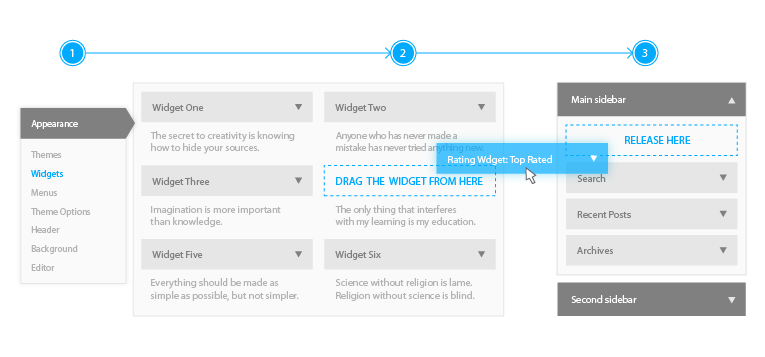 1
2
3
Appearance
Themes
Widgets
Menus
Theme Options
Header
Background
Editor
Widget One
The secret to creativity is knowing
how to hide your sources.
Widget Two
Anyone who has never made a
mistake has never tried anything new.
Widget Three
Imagination is more important
than knowledge.
DRAG THE WIDGET FROM HERE
The only thing that interferes
with my learning is my education.
Widget Five
Everything should be made as
simple as possible, but not simpler.
Widget Six
Science without religion is lame.
Religion without science is blind.
Rating Wdget: Top Rated
Main sidebar
RELEASE HERE
Search
Recent Posts
Archives
Second sidebar